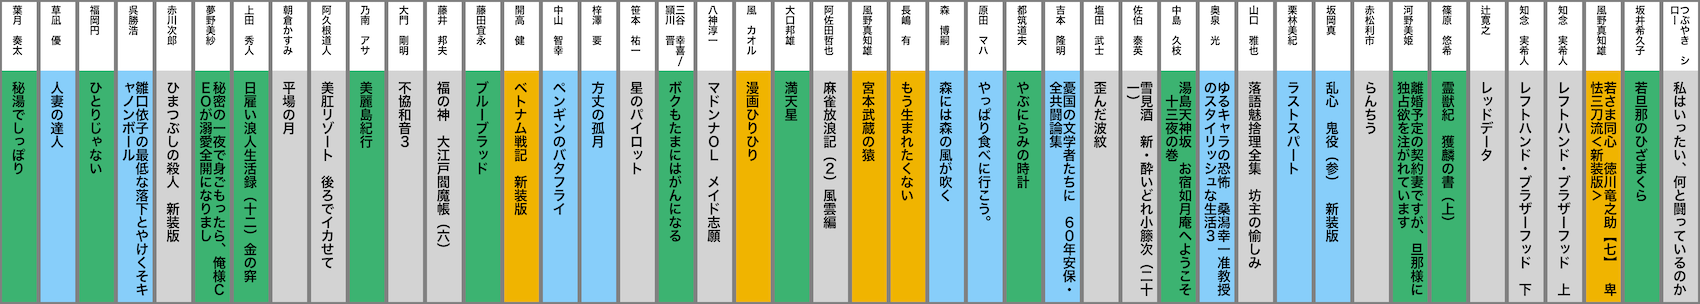 つぶやき シ
ロー
私はいったい、何と闘っているのか
坂井希久子
若旦那のひざまくら
風野真知雄
若さま同心 徳川竜之助【七】 卑
怯三刀流<新装版>
知念 実希人
レフトハンド・ブラザーフッド 上
知念 実希人
レフトハンド・ブラザーフッド 下
辻寛之
レッドデータ
篠原 悠希
霊獣紀 獲麟の書(上)
河野美姫
離婚予定の契約妻ですが、旦那様に
独占欲を注がれています
赤松利市
らんちう
坂岡真
乱心 鬼役(参) 新装版
栗林美紀
ラストスパート
山口 雅也
落語魅捨理全集 坊主の愉しみ
奥泉 光
ゆるキャラの恐怖 桑潟幸一准教授
のスタイリッシュな生活3
中島 久枝
湯島天神坂 お宿如月庵へようこそ
十三夜の巻
佐伯 泰英
雪見酒 新・酔いどれ小籐次(二十
一)
塩田 武士
歪んだ波紋
吉本 隆明
憂国の文学者たちに 60年安保・
全共闘論集
都筑道夫
やぶにらみの時計
原田 マハ
やっぱり食べに行こう。
森 博嗣
森には森の風が吹く
長嶋 有
もう生まれたくない
風野真知雄
宮本武蔵の猿
阿佐田哲也
麻雀放浪記(2) 風雲編
大口邦雄
満天星
風 カオル
漫画ひりひり
八神淳一
マドンナOL メイド志願
三谷 幸喜/
頴川 晋
ボクもたまにはがんになる
笹本 祐一
星のパイロット
梓澤 要
方丈の孤月
中山 智幸
ペンギンのバタフライ
開高 健
ベトナム戦記 新装版
藤田宜永
ブルーブラッド
藤井 邦夫
福の神 大江戸閻魔帳(六)
大門 剛明
不協和音3
乃南 アサ
美麗島紀行
阿久根道人
美肛リゾート 後ろでイカせて
朝倉かすみ
平場の月
上田 秀人
日雇い浪人生活録(十二) 金の穽
夢野美紗
秘密の一夜で身ごもったら、俺様C
EOが溺愛全開になりまし
赤川次郎
ひまつぶしの殺人 新装版
呉勝浩
雛口依子の最低な落下とやけくそキ
ャノンボール
福岡円
ひとりじゃない
草凪 優
人妻の達人
葉月 奏太
秘湯でしっぽり